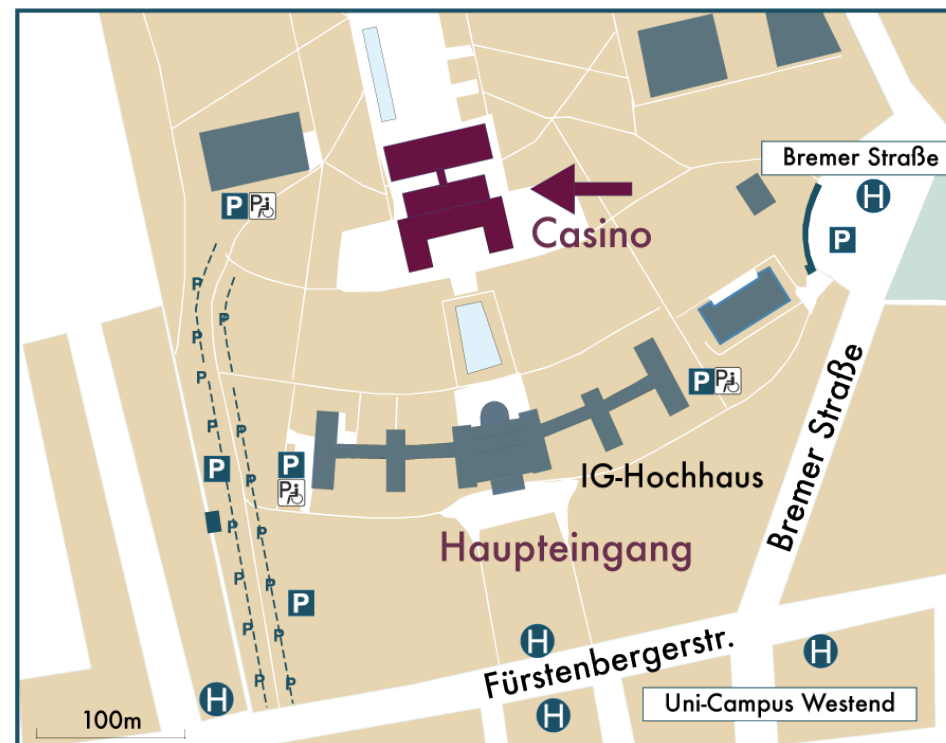 Bremer Straße
H
P
P
P
Casino
P
P
P
P
P
P
P
P
P
P
P
P
P
P
IG-Hochhaus
Bremer Straße
P
P
P
Haupteingang
P
P
P
P
P
P
P
H
Fürstenbergerstr.
H
P
H
Uni-Campus Westend
H
100m